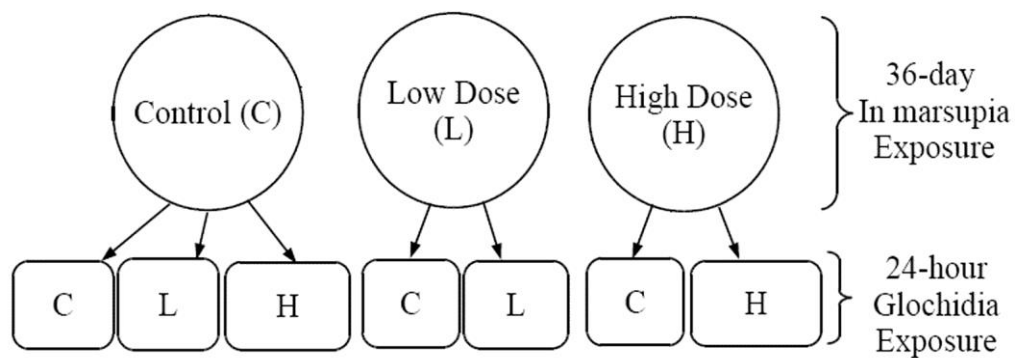 Control (C)
Low Dose
(L)
High Dose
(H)
36-day
In marsupia
Exposure
C
L
H
C
L
C
H
24-hour
Glochidia
Exposure